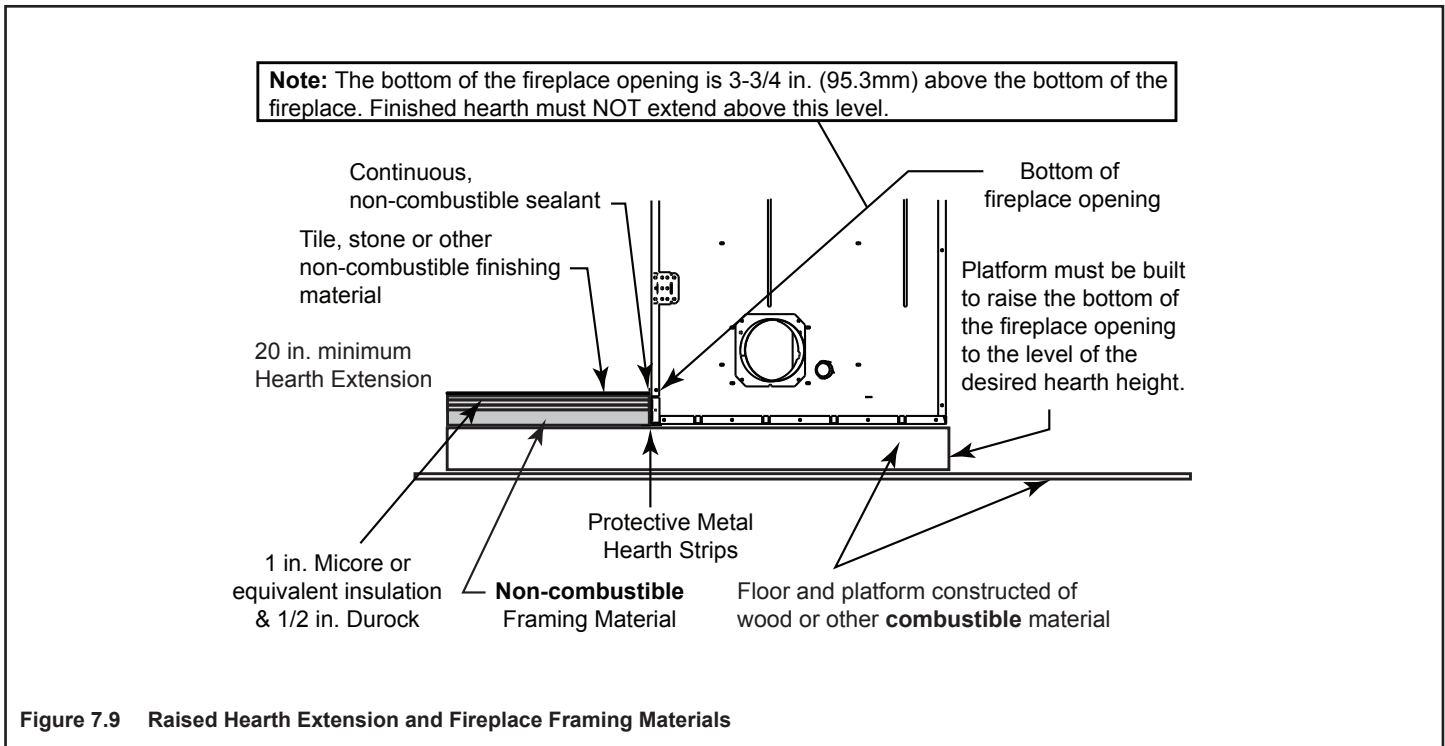 Note: The bottom of the fireplace opening is 3-3/4 in. (95.3mm) above the bottom of the
fireplace. Finished hearth must NOT extend above this level.
Continuous,
non-combustible sealant
Bottom of
fireplace opening
Tile, stone or other
non-combustible finishing
material
Platform must be built
to raise the bottom of
the fireplace opening
to the level of the
desired hearth height.
20 in. minimum
Hearth Extension
Protective Metal
Hearth Strips
1 in. Micore or
equivalent insulation
& 1/2 in. Durock
Non-combustible
Framing Material
Floor and platform constructed of
wood or other combustible material
Figure 7.9 Raised Hearth Extension and Fireplace Framing Materials